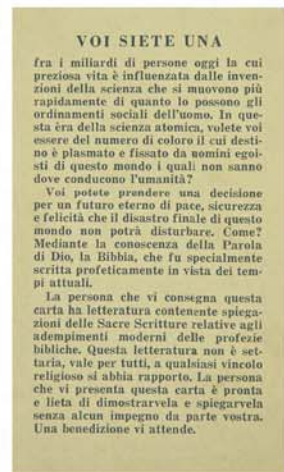 VOI SIETE UNA
fra i miliardi di persone oggi la cui
preziosa vita è influenzata dalle inven-
zioni della scienza che si muovono più
rapidamente di quanto lo possono gli
ordinamenti sociali dell'uomo. In que-
sta èra della scienza atomica, volete voi
essere del numero di coloro il cui desti-
no è plasmato e fissato da uomini egoi-
sti di questo mondo i quali non sanno
dove conducono l'umanità?
Voi potete prendere una decisione
per un futuro eterno di pace, sicurezza
e felicità che il disastro finale di questo
mondo non potrà disturbare. Come?
Mediante la conoscenza della Parola
di Dio, la Bibbia, che fu specialmente
scritta profeticamente in vista dei tem-
pi attuali.
La persona che vi consegna questa
carta ha letteratura contenente spiega-
zioni delle Sacre Scritture relative agli
adempimenti moderni delle profezie
bibliche. Questa letteratura non è set-
taria, vale per tutti, a qualsiasi vincolo
religioso si abbia rapporto. La persona
che vi presenta questa carta è pronta
e lieta di dimostrarvela e spiegarvela
senza alcun impegno da parte vostra.
Una benedizione vi attende.